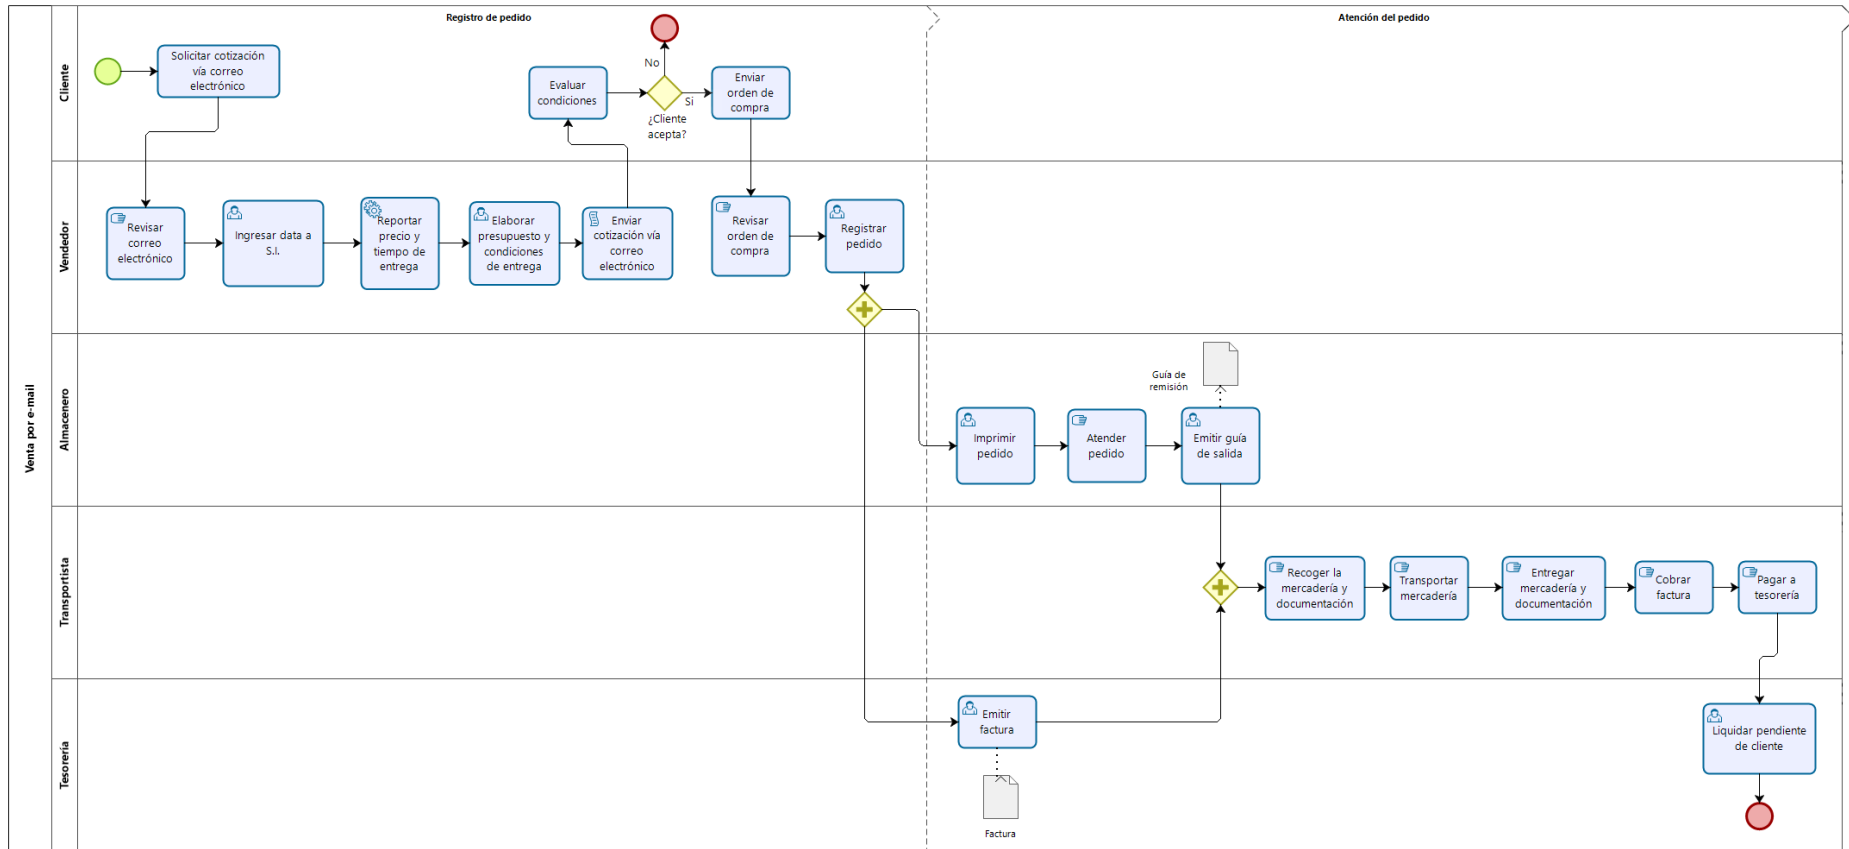 Registro de pedido
Atención del pedido
Venta por e-mail
Cliente
Solicitar cotización
vía correo
electrónico
Evaluar
condiciones
No
Si
¿Cliente
acepta?
Enviar
orden de
compra
Vendedor
Revisar
correo
electrónico
Ingresar data a
S.I.
Reportar
precio y
tiempo de
entrega
Elaborar
presupuesto y
condiciones
de entrega
Enviar
cotización vía
correo
electrónico
Revisar
orden de
compra
Registrar
pedido
Almacenero
Imprimir
pedido
Atender
pedido
Emitir guía
de salida
Guía de
remisión
Transportista
Recoger la
mercadería y
documentación
Transportar
mercadería
Entregar
mercadería y
documentación
Cobrar
factura
Pagar a
tesorería
Tesorería
Emitir
factura
Factura
Liquidar pendiente
de cliente